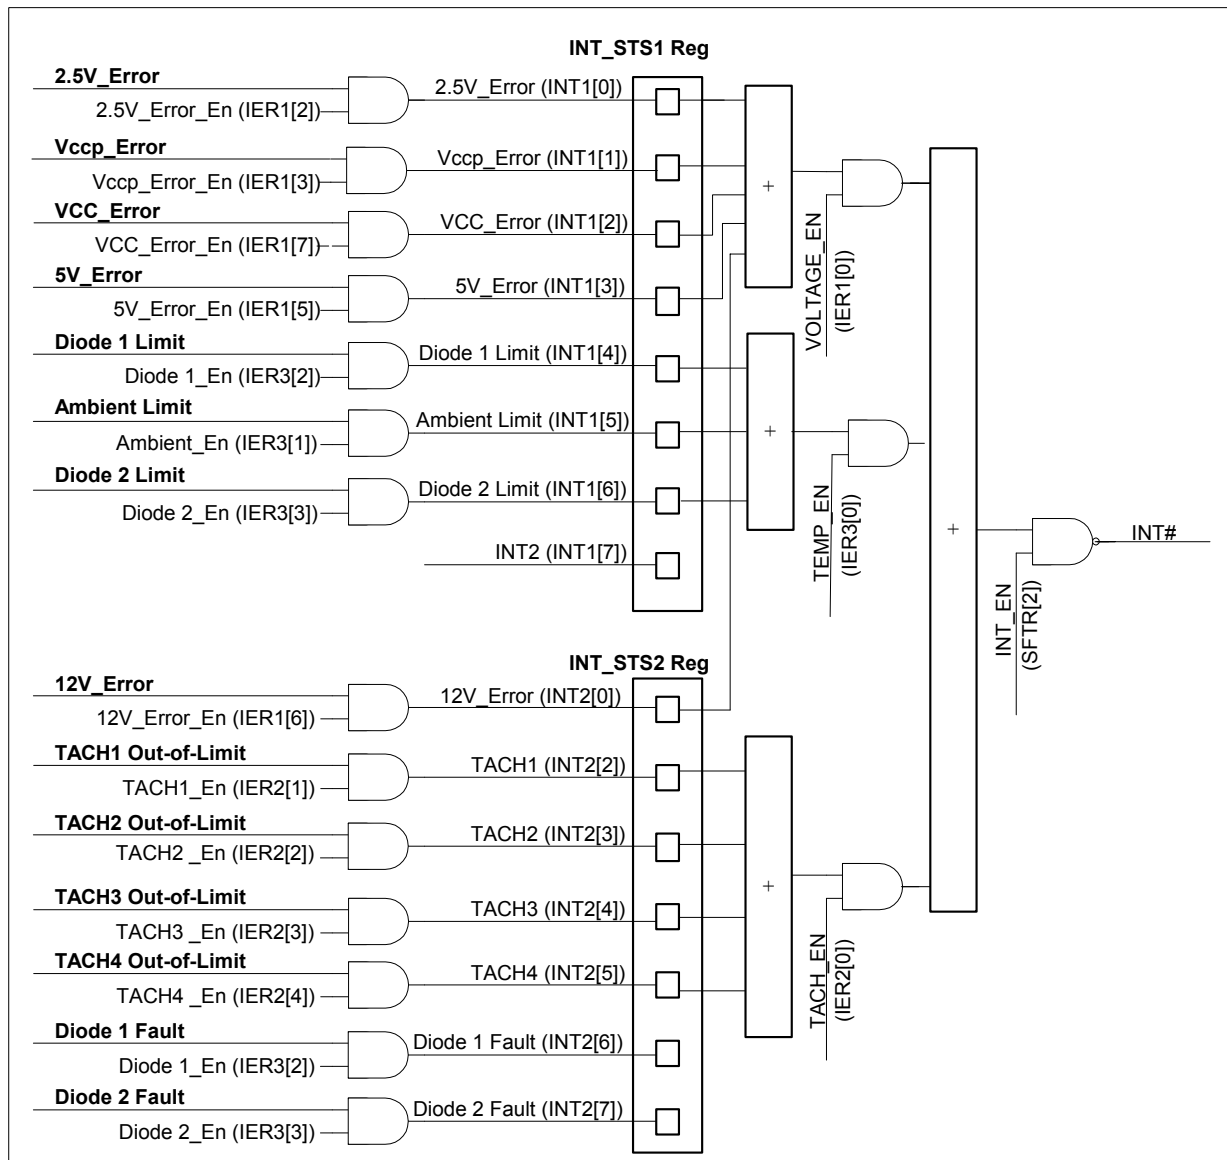 INT_STS1 Reg
2.5V_Error
2.5V_Error_En (IER1[2])
2.5V_Error (INT1[0])
Vccp_Error
Vccp_Error_En (IER1[3])
Vccp_Error (INT1[1])
VCC_Error
VCC_Error_En (IER1[7])
VCC_Error (INT1[2])
5V_Error
5V_Error_En (IER1[5])
5V_Error (INT1[3])
Diode 1 Limit
Diode 1_En (IER3[2])
Diode 1 Limit (INT1[4])
Ambient Limit
Ambient_En (IER3[1])
Ambient Limit (INT1[5])
Diode 2 Limit
Diode 2_En (IER3[3])
Diode 2 Limit (INT1[6])
INT2 (INT1[7])
+
VOLTAGE_EN
(IER1[0])
+
TEMP_EN
(IER3[0])
+
INT_EN
(SFTR[2])
INT#
INT_STS2 Reg
12V_Error
12V_Error_En (IER1[6])
12V_Error (INT2[0])
TACH1 Out-of-Limit
TACH1_En (IER2[1])
TACH1 (INT2[2])
TACH2 Out-of-Limit
TACH2 _En (IER2[2])
TACH2 (INT2[3])
TACH3 Out-of-Limit
TACH3 _En (IER2[3])
TACH3 (INT2[4])
TACH4 Out-of-Limit
TACH4 _En (IER2[4])
TACH4 (INT2[5])
Diode 1 Fault
Diode 1_En (IER3[2])
Diode 1 Fault (INT2[6])
Diode 2 Fault
Diode 2_En (IER3[3])
Diode 2 Fault (INT2[7])
+
TACH_EN
(IER2[0])